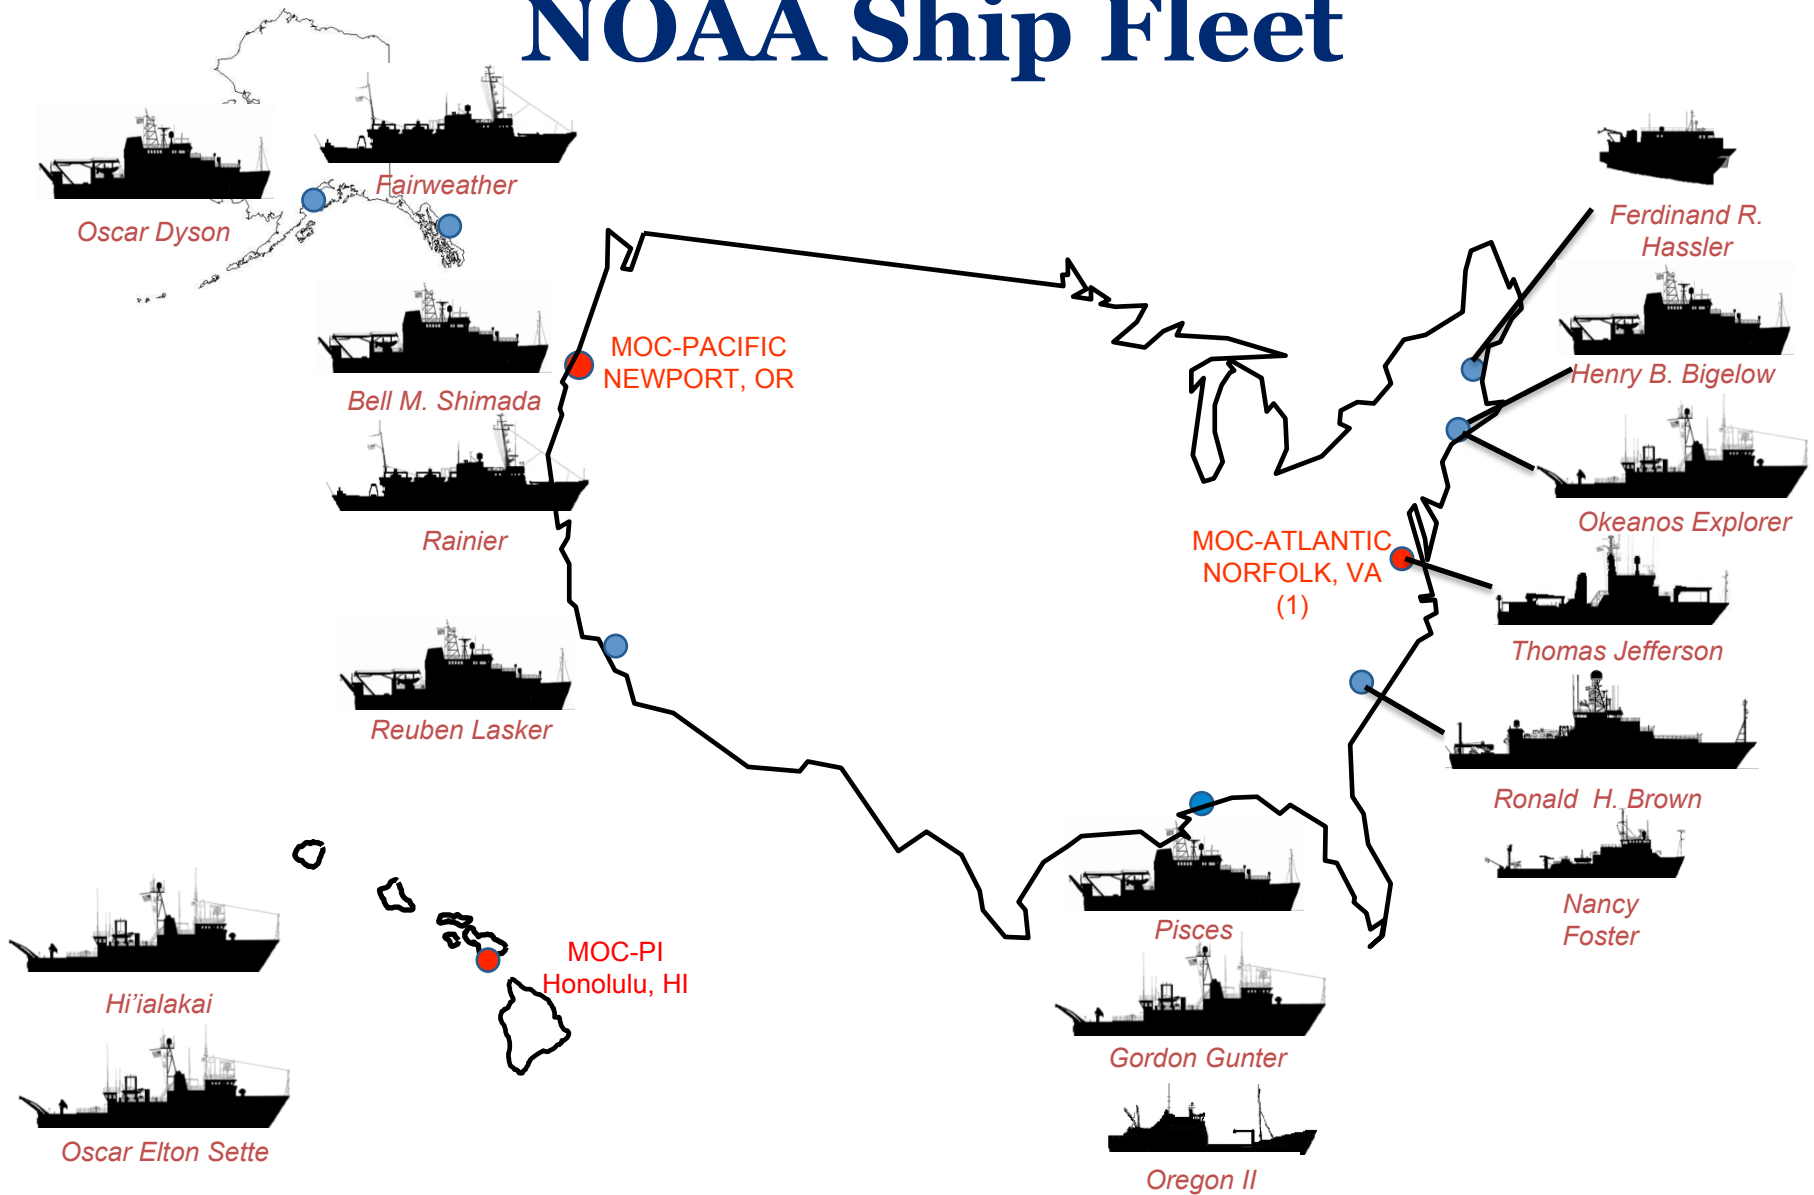 NOAA Ship Fleet
Oscar Dyson
Fairweather
Bell M. Shimada
Rainier
Reuben Lasker
MOC-PACIFIC
NEWPORT, OR
Ferdinand R.
Hassler
Henry B. Bigelow
Okeanos Explorer
MOC-ATLANTIC
NORFOLK, VA
(1)
Thomas Jefferson
Ronald H. Brown
Nancy
Foster
Hi’ialakai
Oscar Elton Sette
MOC-PI
Honolulu, HI
Pisces
Gordon Gunter
Oregon II